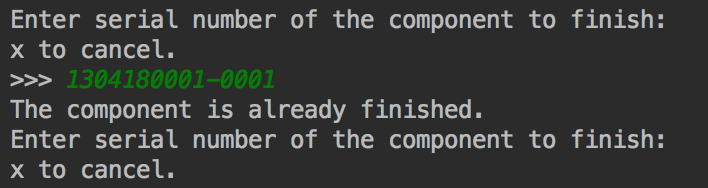 Enter serial number of the component to finish:
x to cancel.
>>> 1304180001-0001
The component is already finished.
Enter serial number of the component to finish:
x to cancel.